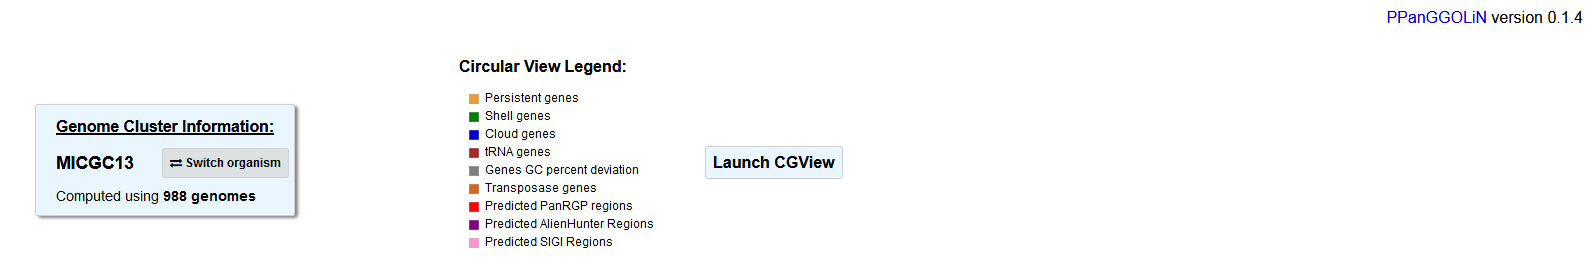 PPanGGOLiN version 0.1.4
Circular View Legend:
Persistent genes
Shell genes
Cloud genes
tRNA genes
Genes GC percent deviation
Transposase genes
Predicted PanRGP regions
Predicted AlienHunter Regions
Predicted SIGI Regions
Genome Cluster Information:
MICGC13 Switch organism
Computed using 988 genomes
Launch CGView